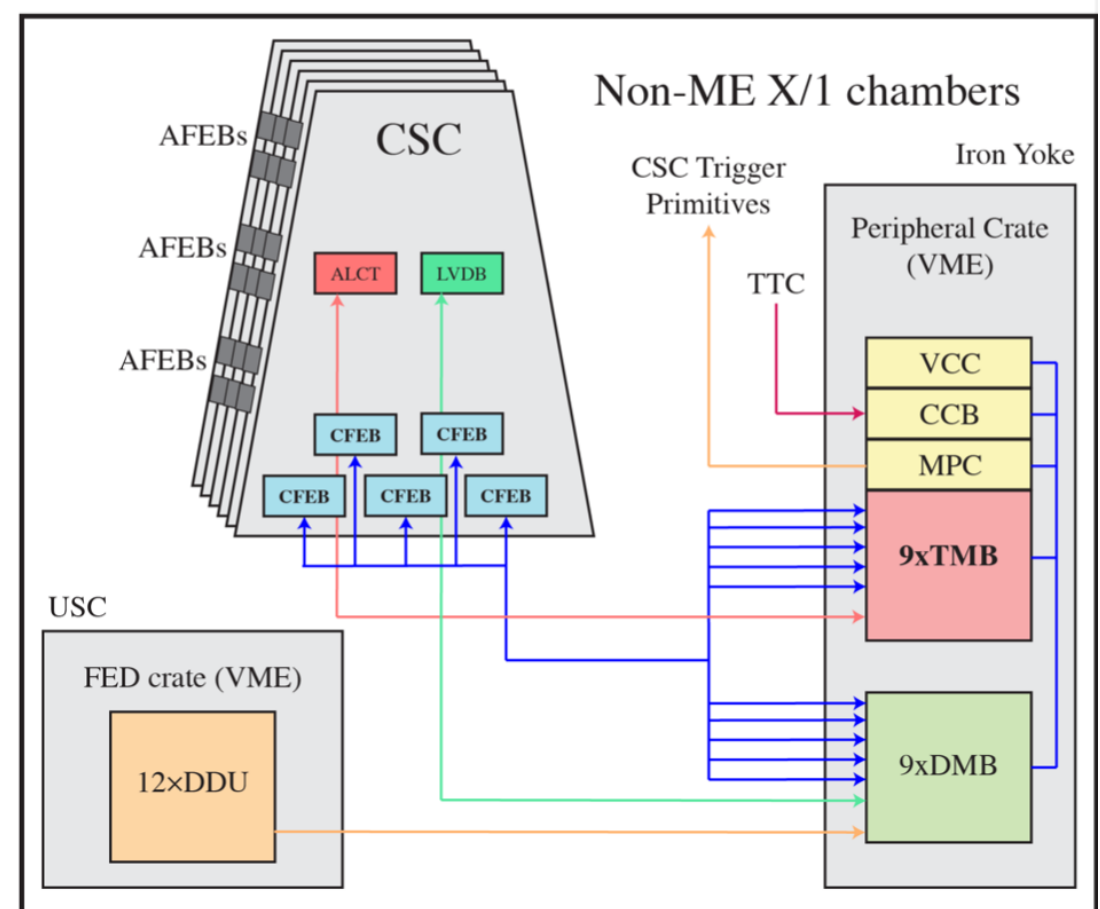 Non-ME X/1 chambers
CSC
AFEBs
AFEBs
AFEBs
ALCT
LVDB
CFEB
CFEB
CFEB
CFEB
CFEB
CSC Trigger
Primitives
TTC
Iron Yoke
Peripheral Crate
(VME)
VCC
CCB
MPC
9xTMB
9xDMB
USC
FED crate (VME)
12×DDU